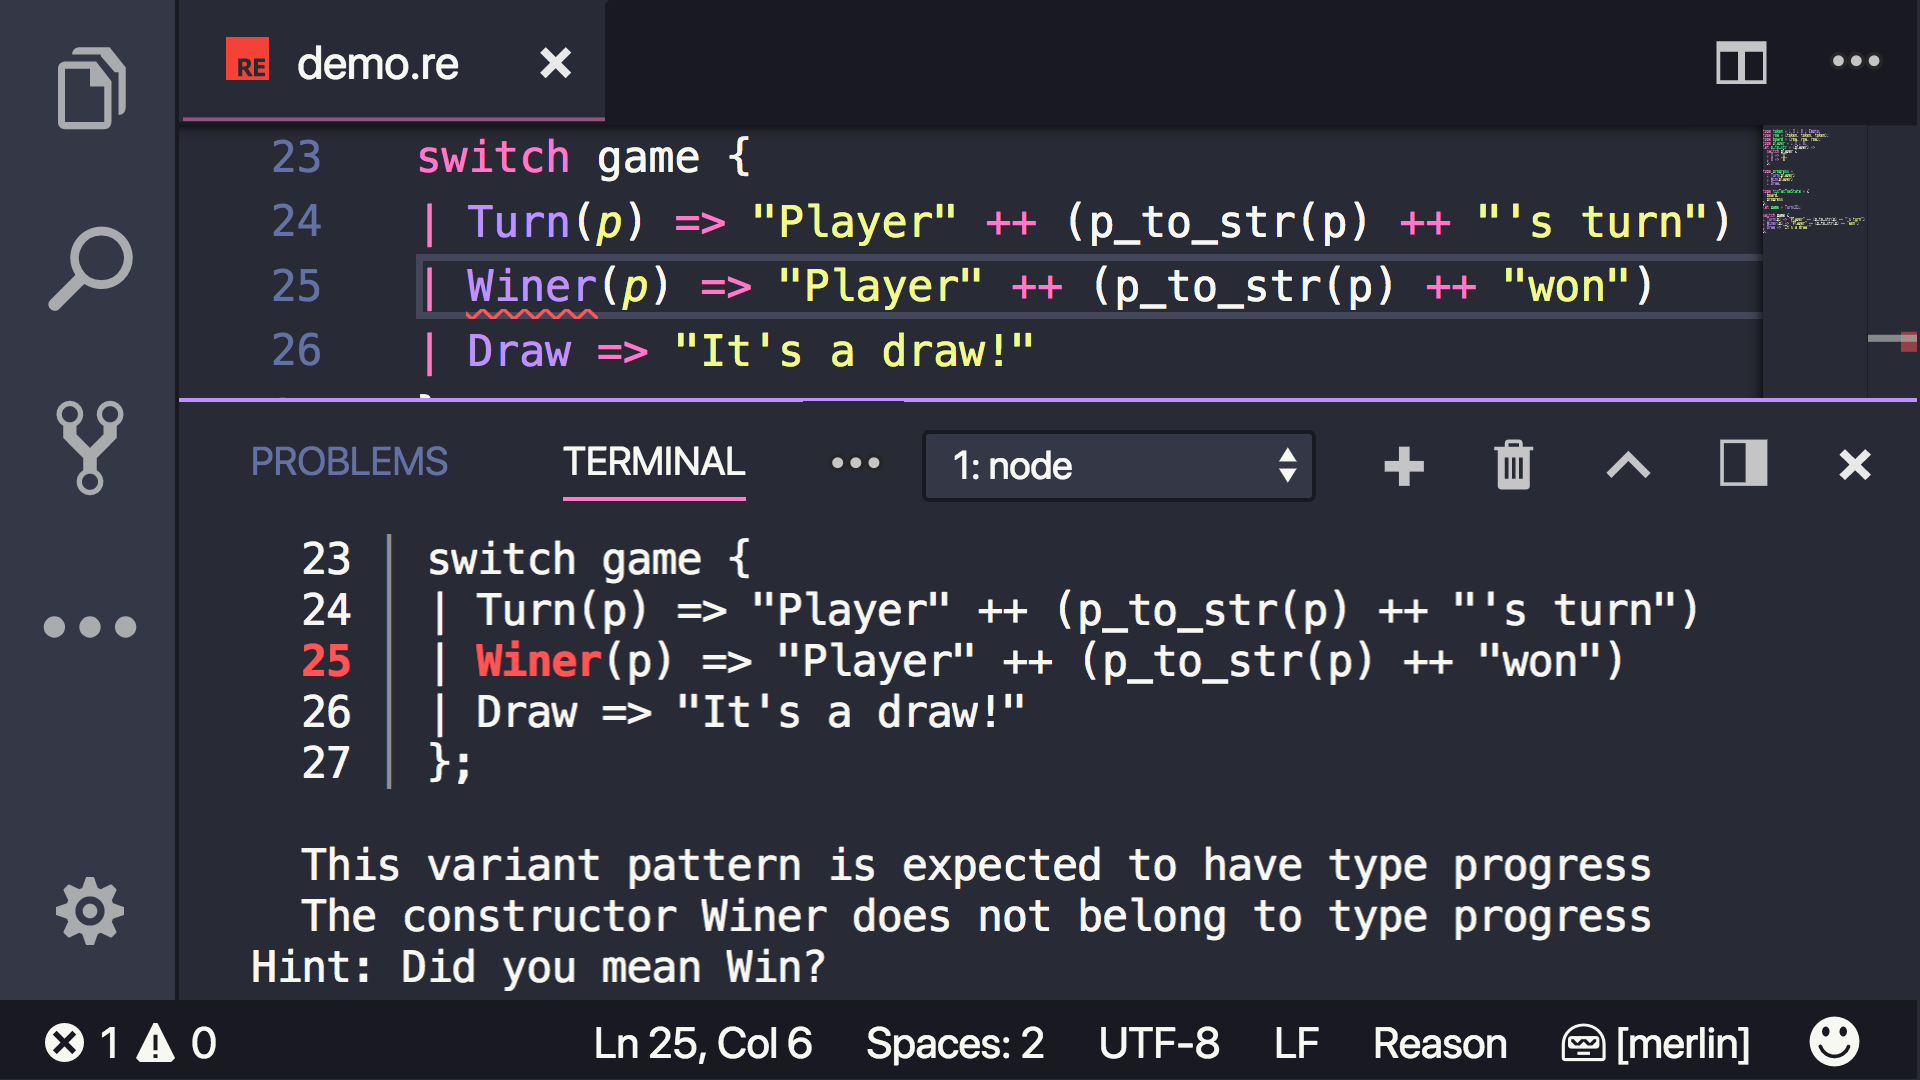 RE demo.re
23 switch game {
24 | Turn(p) => "Player" ++ (p_to_str(p) ++ "'s turn")
25 | Winer(p) => "Player" ++ (p_to_str(p) ++ "won")
26 | Draw => "It's a draw!"
PROBLEMS TERMINAL 1: node
23 switch game {
24 | Turn(p) => "Player" ++ (p_to_str(p) ++ "'s turn")
25 | Winer(p) => "Player" ++ (p_to_str(p) ++ "won")
26 | Draw => "It's a draw!"
27 };
This variant pattern is expected to have type progress
The constructor Winer does not belong to type progress
Hint: Did you mean Win?
1 0 Ln 25, Col 6 Spaces: 2 UTF-8 LF Reason [merlin]